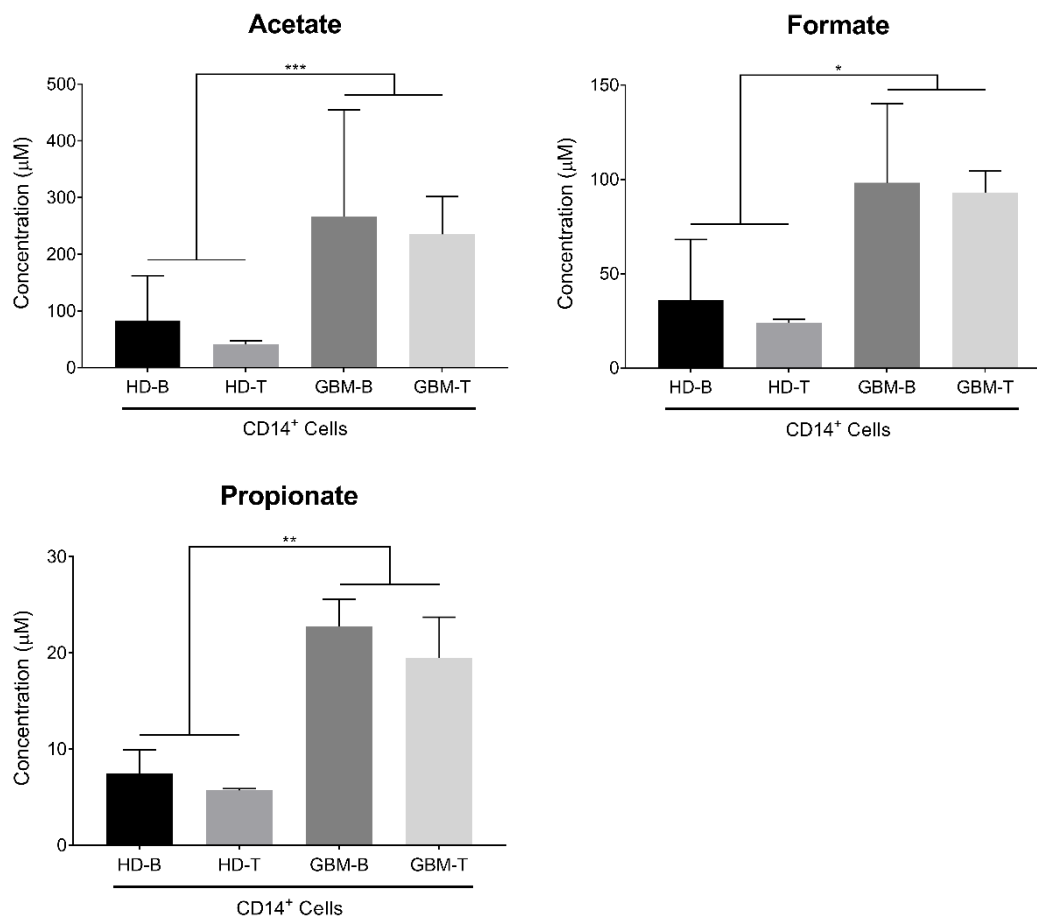 Acetate
***
500
400
300
200
100
0
Concentration (μM)
HD-B HD-T GBM-B GBM-T
CD14⁺ Cells
Formate
*
150
100
50
0
Concentration (μM)
HD-B HD-T GBM-B GBM-T
CD14⁺ Cells
Propionate
**
30
20
10
0
Concentration (μM)
HD-B HD-T GBM-B GBM-T
CD14⁺ Cells